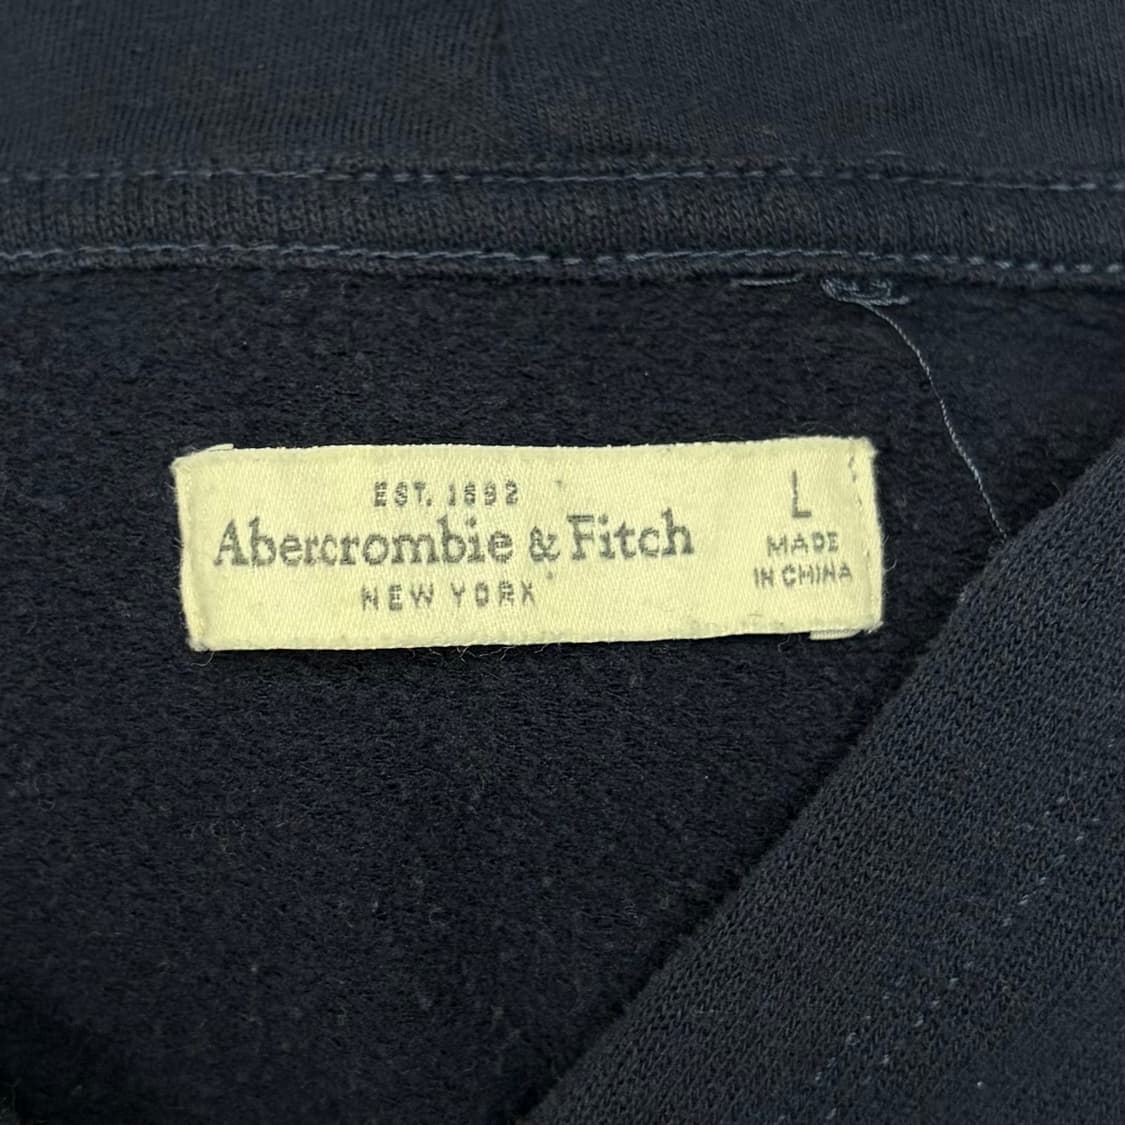 EST. 1892
Abercrombie & Fitch
NEW YORK
L
MADE
IN CHINA